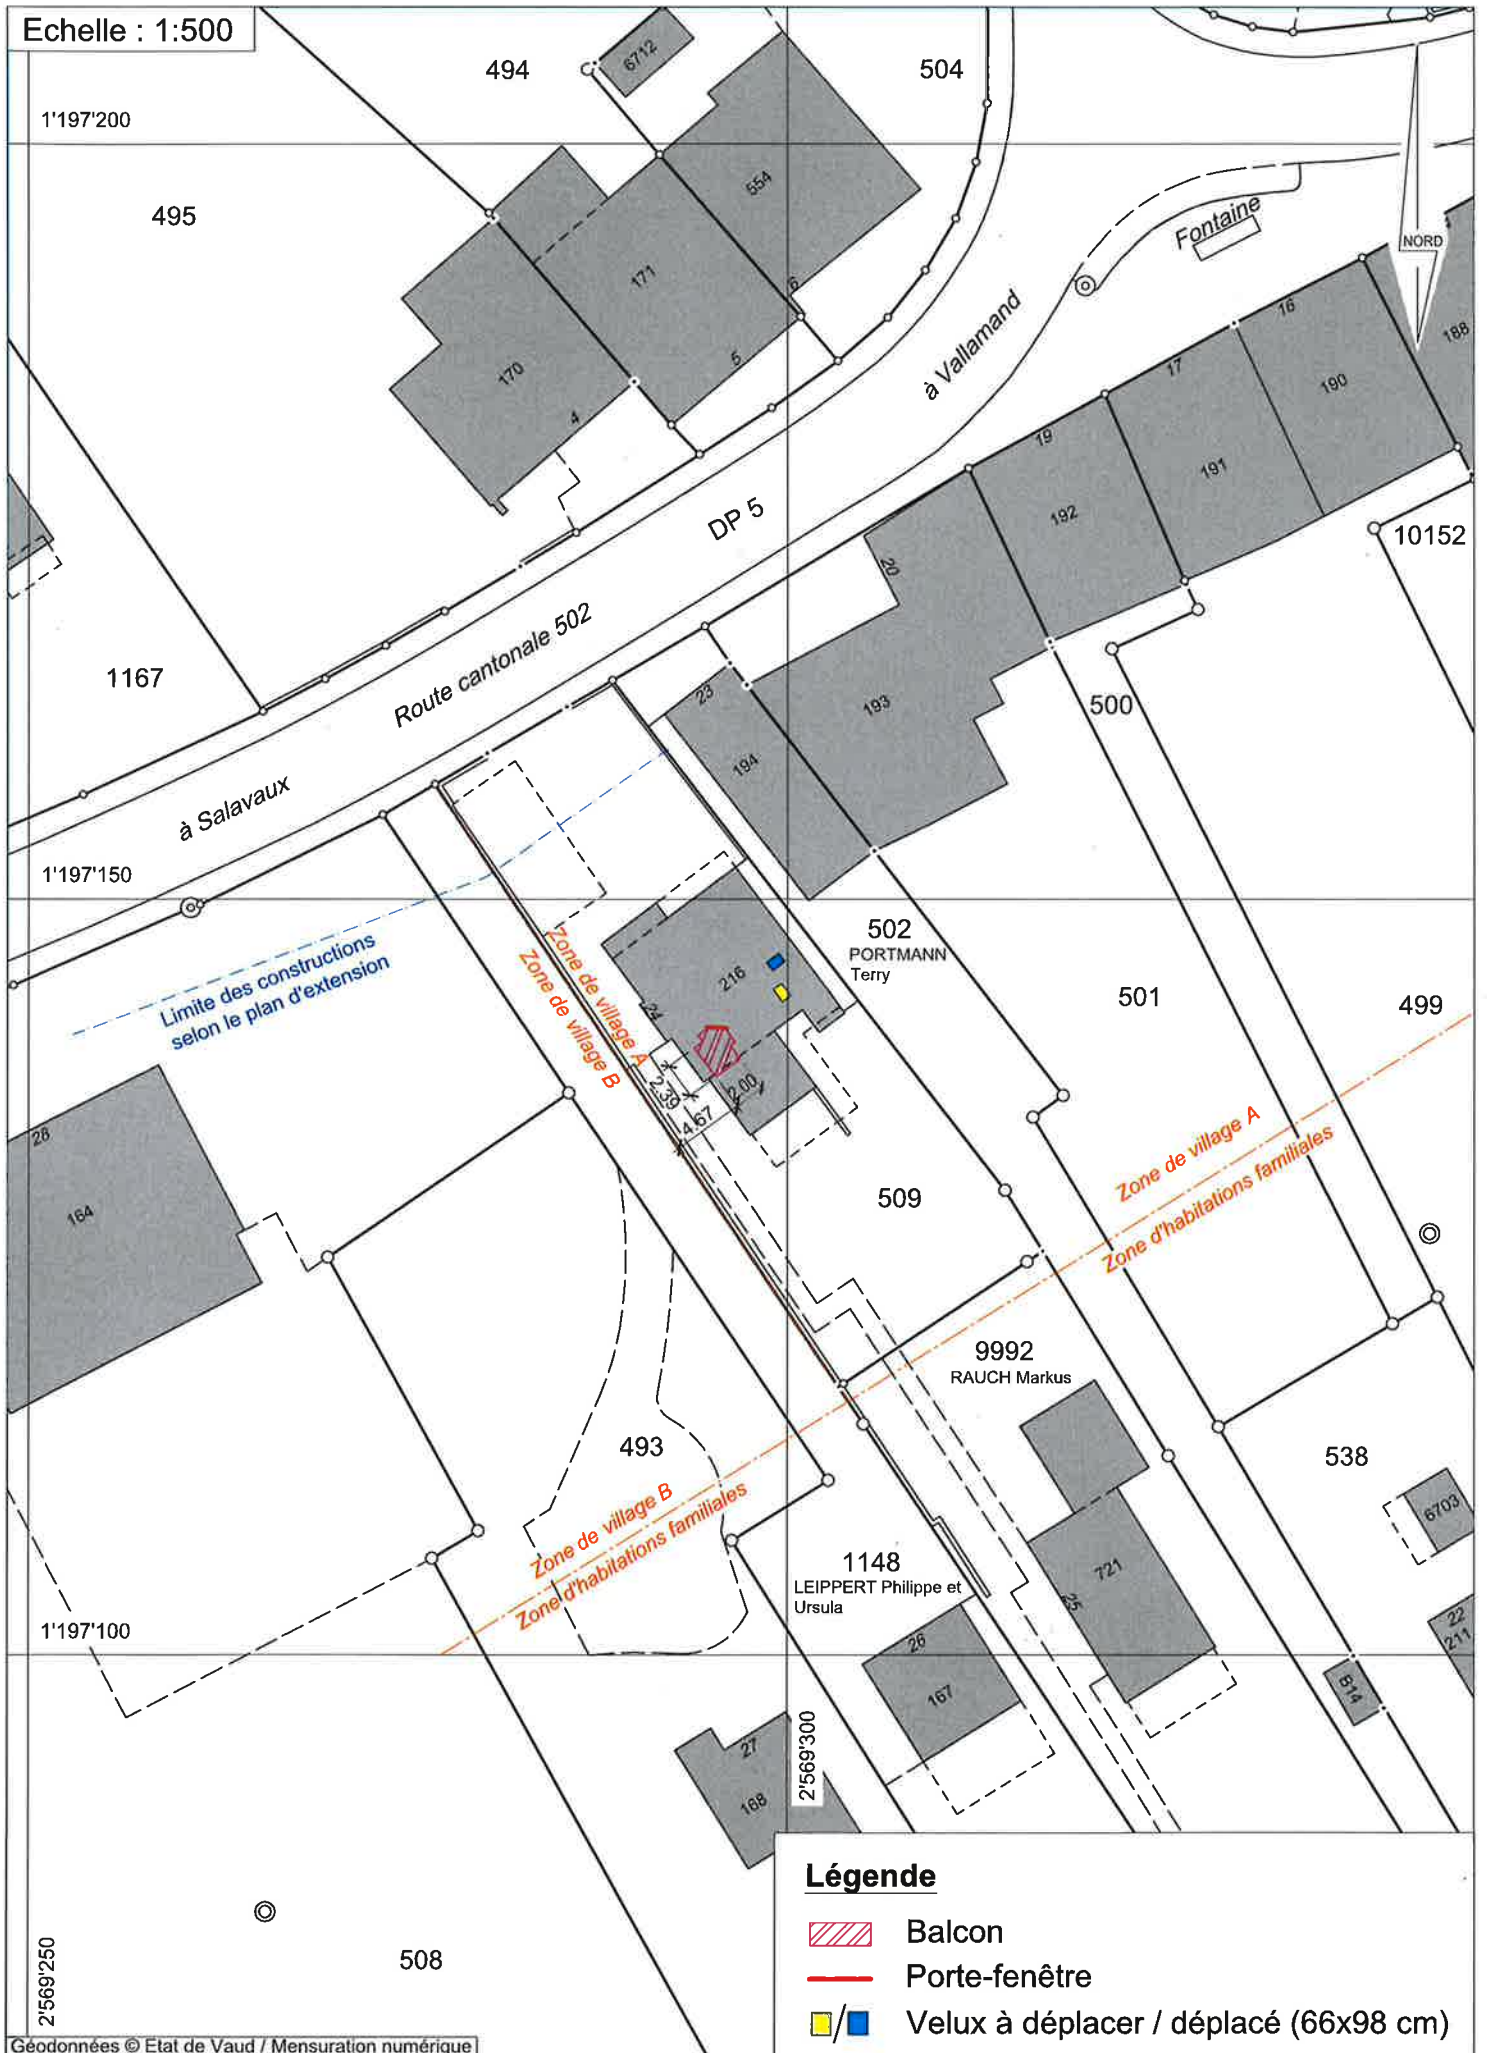 Echelle : 1:500
494
6712
504
1'197'200
495
554
Fontaine
NORD
171
6
16
188
à Vallamand
5
170
17
190
4
19
191
192
DP 5
10152
20
Route cantonale 502
1167
23
193
500
194
à Salavaux
1'197'150
502
PORTMANN
Terry
Limite des constructions
selon le plan d'extension
Zone de village A
Zone de village B
216
24
501
499
2.39
2.00
4.67
28
164
509
Zone de village A
Zone d'habitations familiales
9992
RAUCH Markus
493
538
6703
Zone de village B
Zone d'habitations familiales
1148
LEIPPERT Philippe et
Ursula
721
25
1'197'100
26
167
22
211
B14
27
168
2'569'300
Légende
Balcon
Porte-fenêtre
/
Velux à déplacer / déplacé (66x98 cm)
508
2'569'250
Géodonnées © Etat de Vaud / Mensuration numérique